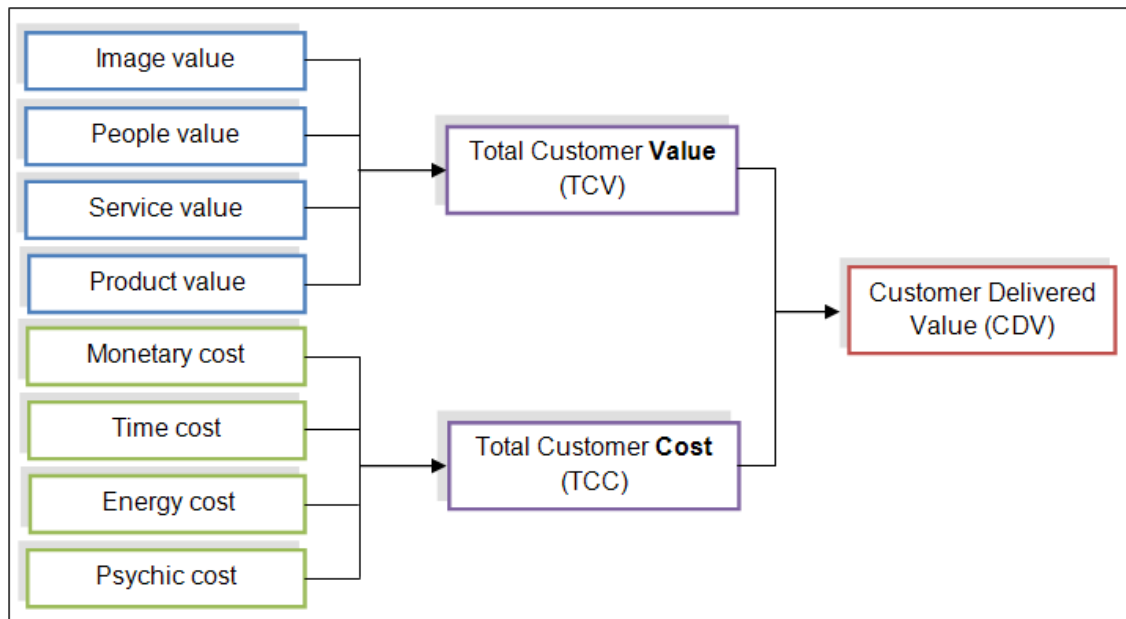 Image value
People value
Service value
Product value
Monetary cost
Time cost
Energy cost
Psychic cost
Total Customer Value
(TCV)
Total Customer Cost
(TCC)
Customer Delivered
Value (CDV)